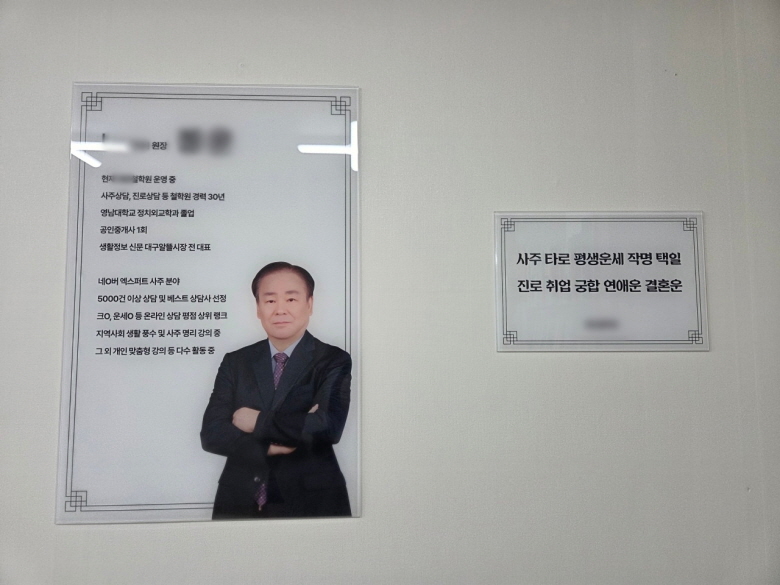 원장
현재 철학원 운영 중
사주상담, 진로상담 등 철학원 경력 30년
영남대학교 정치외교학과 졸업
공인중개사 1회
생활정보 신문 대구알뜰시장 전 대표
네O버 엑스퍼트 사주 분야
5000건 이상 상담 및 베스트 상담사 선정
크O, 운세O 등 온라인 상담 평점 상위 랭크
지역사회 생활 풍수 및 사주 명리 강의 중
그 외 개인 맞춤형 강의 등 다수 활동 중
사주 타로 평생운세 작명 택일
진로 취업 궁합 연애운 결혼운